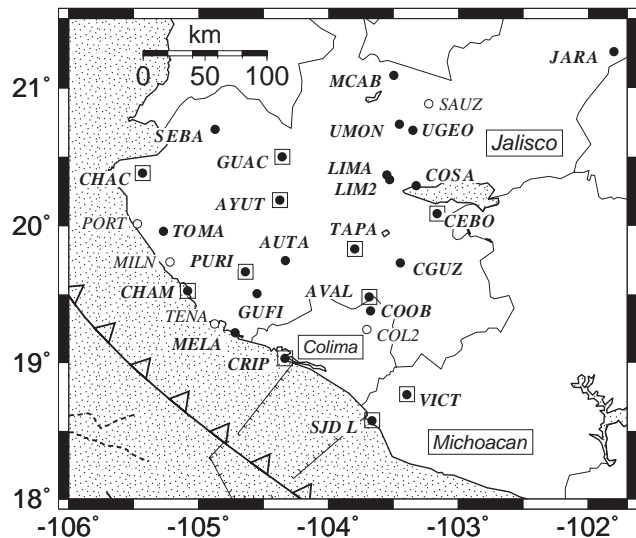 km
0 50 100
21°
20°
19°
18°
-106° -105° -104° -103° -102°
JARA
MCAB
SAUZ
UMON UGEO
SEBA
Jalisco
GUAC
CHAC
LIMA COSA
LIM2
AYUT
CEBO
PORT TOMA TAPA
AUTA
MILN PURI CGUZ
CHAM AVAL
GUFI COOB
TENA
COL2
MELA Colima
CRIP
VICT
SJD L
Michoacan